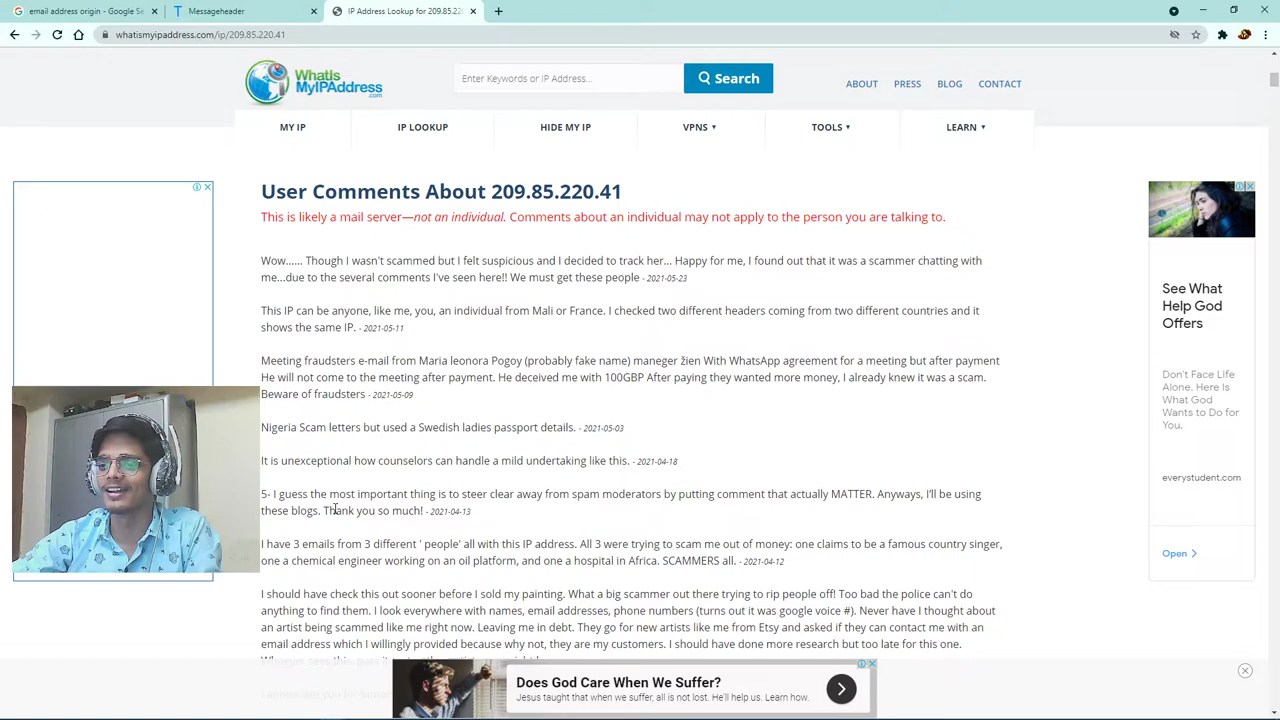 email address origin - Google Se
Messageheader
IP Address Lookup for 209.85.22
whatismyipaddress.com/ip/209.85.220.41
WhatIs
MyIPAddress
.com
Enter Keywords or IP Address...
Search
ABOUT
PRESS
BLOG
CONTACT
MY IP
IP LOOKUP
HIDE MY IP
VPNS
TOOLS
LEARN
User Comments About 209.85.220.41
This is likely a mail server—not an individual. Comments about an individual may not apply to the person you are talking to.
Wow...... Though I wasn't scammed but I felt suspicious and I decided to track her... Happy for me, I found out that it was a scammer chatting with
me...due to the several comments I've seen here!! We must get these people - 2021-05-23
This IP can be anyone, like me, you, an individual from Mali or France. I checked two different headers coming from two different countries and it
shows the same IP. - 2021-05-11
Meeting fraudsters e-mail from Maria leonora Pogoy (probably fake name) maneger žien With WhatsApp agreement for a meeting but after payment
He will not come to the meeting after payment. He deceived me with 100GBP After paying they wanted more money, I already knew it was a scam.
Beware of fraudsters - 2021-05-09
Nigeria Scam letters but used a Swedish ladies passport details. - 2021-05-03
It is unexceptional how counselors can handle a mild undertaking like this. - 2021-04-18
5- I guess the most important thing is to steer clear away from spam moderators by putting comment that actually MATTER. Anyways, I'll be using
these blogs. Thank you so much! - 2021-04-13
I have 3 emails from 3 different ' people' all with this IP address. All 3 were trying to scam me out of money: one claims to be a famous country singer,
one a chemical engineer working on an oil platform, and one a hospital in Africa. SCAMMERS all. - 2021-04-12
I should have check this out sooner before I sold my painting. What a big scammer out there trying to rip people off! Too bad the police can't do
anything to find them. I look everywhere with names, email addresses, phone numbers (turns out it was google voice #). Never have I thought about
an artist being scammed like me right now. Leaving me in debt. They go for new artists like me from Etsy and asked if they can contact me with an
email address which I willingly provided because why not, they are my customers. I should have done more research but too late for this one.
See What
Help God
Offers
Don't Face LIfe
Alone. Here Is
What God
Wants to Do for
You.
everystudent.com
Open
Does God Care When We Suffer?
Jesus taught that when we suffer, all is not lost. He'll help us. Learn how.